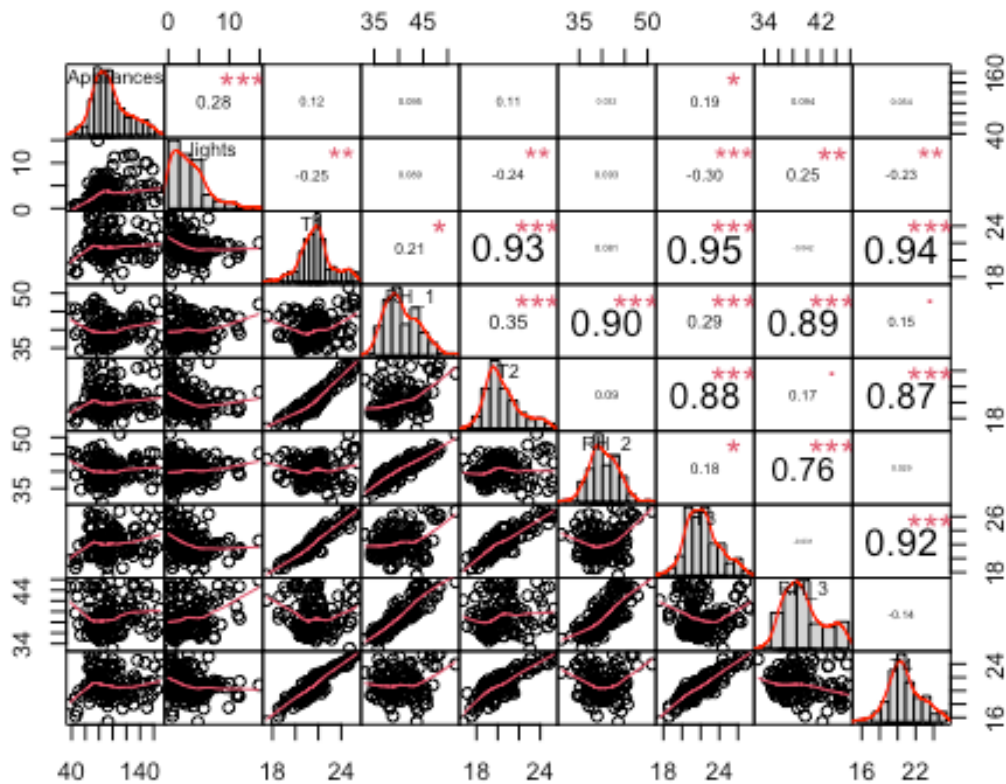 0 10 35 45 35 50 34 42
Appliances *** 0.28 0.12 0.11 * 0.19 40 160
0 10 lights ** -0.25 ** -0.24 *** -0.30 ** 0.25 ** -0.23
* 0.21 *** 0.93 *** 0.95 *** 0.94 18 24
35 50 *** 0.35 *** 0.90 *** 0.29 *** 0.89 . 0.15
T2 0.09 *** 0.88 . 0.17 *** 0.87 18
35 50 RH_2 * 0.18 *** 0.76
*** 0.92 18 26
34 44 -0.14
16 24
40 140 18 24 18 24 18 24 16 22